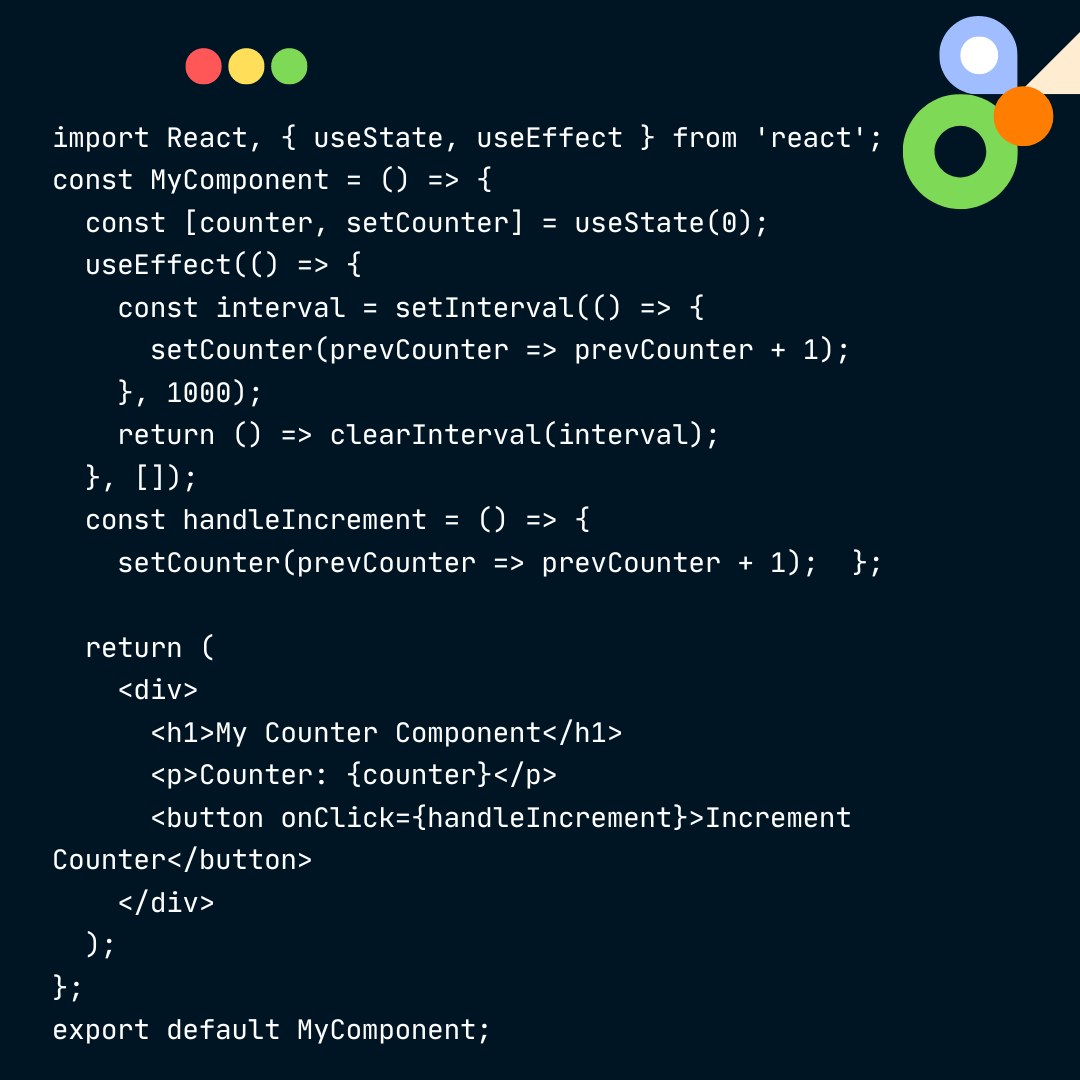 import React, { useState, useEffect } from 'react';
const MyComponent = () => {
  const [counter, setCounter] = useState(0);
  useEffect(() => {
    const interval = setInterval(() => {
      setCounter(prevCounter => prevCounter + 1);
    }, 1000);
    return () => clearInterval(interval);
  }, []);
  const handleIncrement = () => {
    setCounter(prevCounter => prevCounter + 1);  };

  return (
    <div>
      <h1>My Counter Component</h1>
      <p>Counter: {counter}</p>
      <button onClick={handleIncrement}>Increment
Counter</button>
    </div>
  );
};
export default MyComponent;